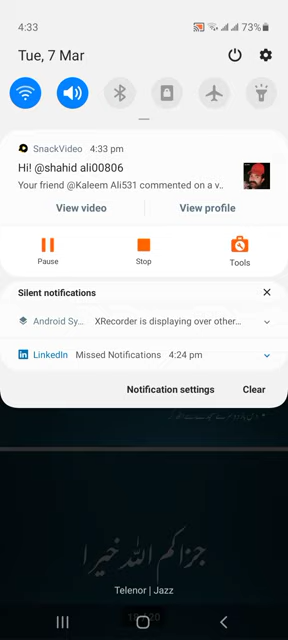 4:33
73%
Tue, 7 Mar
SnackVideo 4:33 pm
Hi! @shahid ali00806
Your friend @Kaleem Ali531 commented on a v..
View video View profile
Pause Stop Tools
Silent notifications
Android Sy... XRecorder is displaying over other...
LinkedIn Missed Notifications 4:24 pm
Notification settings Clear
جزاکم اللہ خیرا
Telenor | Jazz